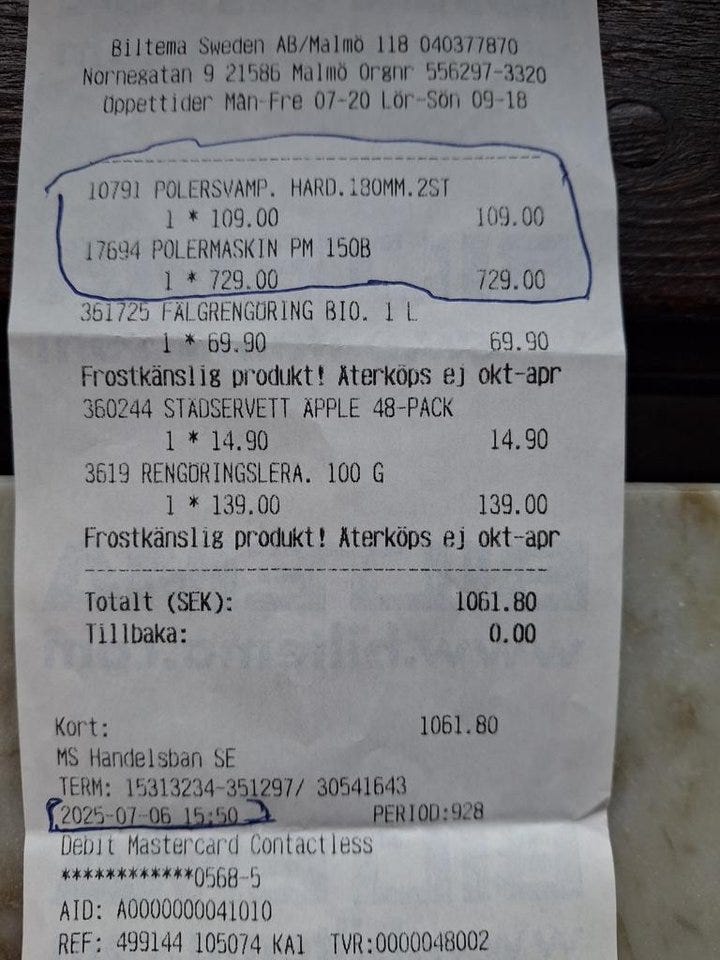 Biltema Sweden AB/Malmö 118 040377870
Nornegatan 9 21586 Malmö Orgnr 556297-3320
Öppettider Mån-Fre 07-20 Lör-Sön 09-18
10791 POLERSVAMP. HARD.180MM.2ST
1 * 109.00 109.00
17694 POLERMASKIN PM 150B
1 * 729.00 729.00
361725 FÄLGRENGÖRING BIO. 1 L
1 * 69.90 69.90
Frostkänslig produkt! Återköps ej okt-apr
360244 STÄDSERVETT ÄPPLE 48-PACK
1 * 14.90 14.90
3619 RENGÖRINGSLERA. 100 G
1 * 139.00 139.00
Frostkänslig produkt! Återköps ej okt-apr
Totalt (SEK): 1061.80
Tillbaka: 0.00
Kort: 1061.80
MS Handelsban SE
TERM: 15313234-351297/ 30541643
2025-07-06 15:50 PERIOD:928
Debit Mastercard Contactless
************0568-5
AID: A0000000041010
REF: 499144 105074 KA1 TVR:0000048002